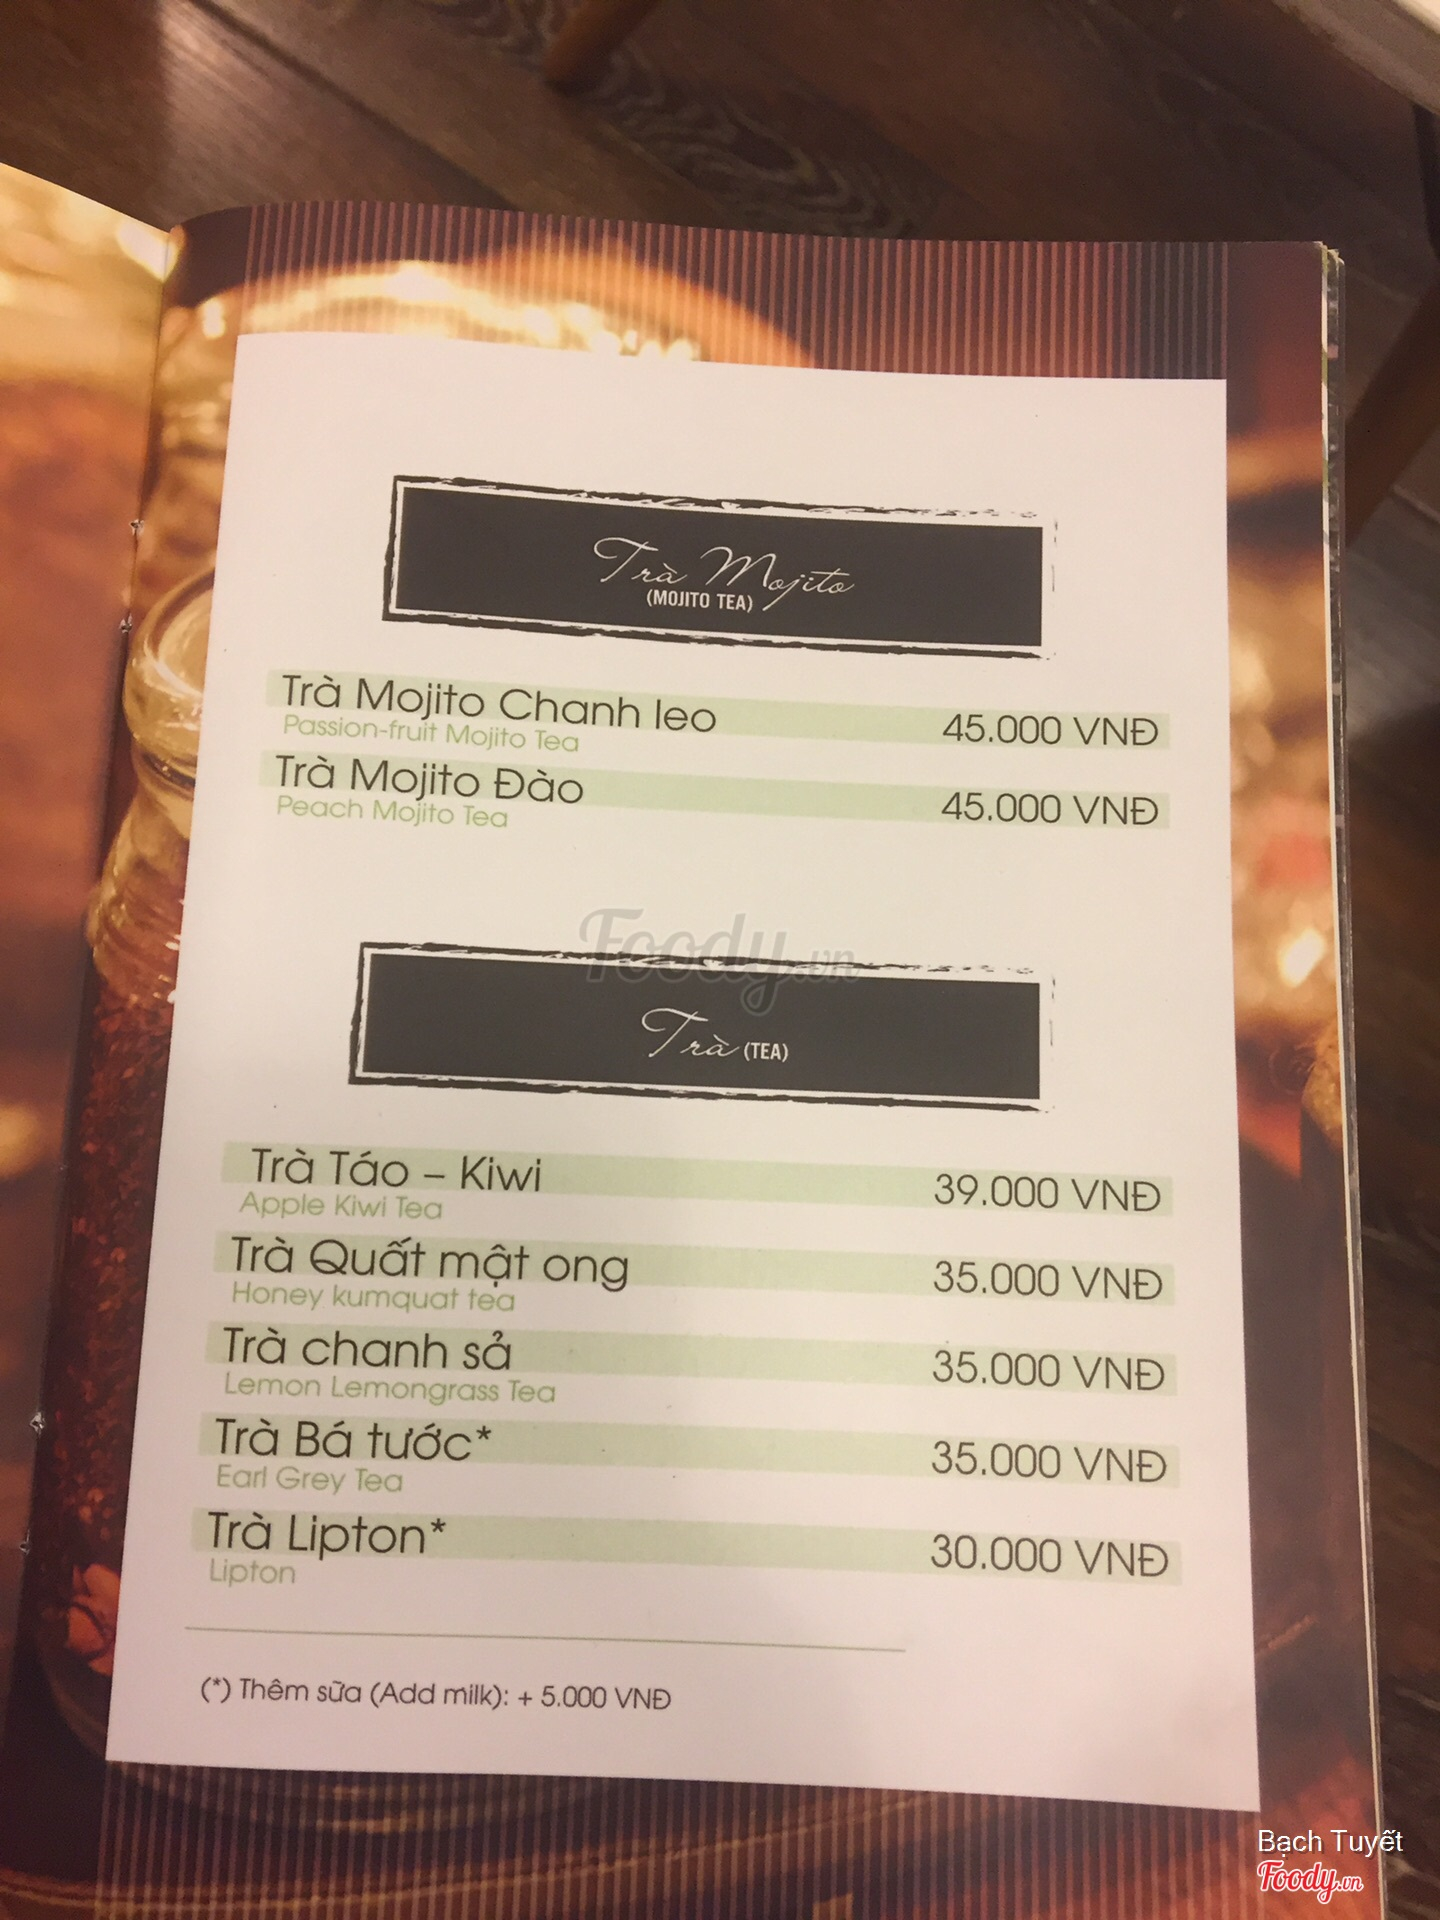 Trà Mojito
(MOJITO TEA)
Trà Mojito Chanh leo 45.000 VNĐ
Passion-fruit Mojito Tea
Trà Mojito Đào 45.000 VNĐ
Peach Mojito Tea
Foody.vn
Trà (TEA)
Trà Táo – Kiwi 39.000 VNĐ
Apple Kiwi Tea
Trà Quất mật ong 35.000 VNĐ
Honey kumquat tea
Trà chanh sả 35.000 VNĐ
Lemon Lemongrass Tea
Trà Bá tước* 35.000 VNĐ
Earl Grey Tea
Trà Lipton* 30.000 VNĐ
Lipton
(*) Thêm sữa (Add milk): + 5.000 VNĐ
Bạch Tuyết
Foody.vn